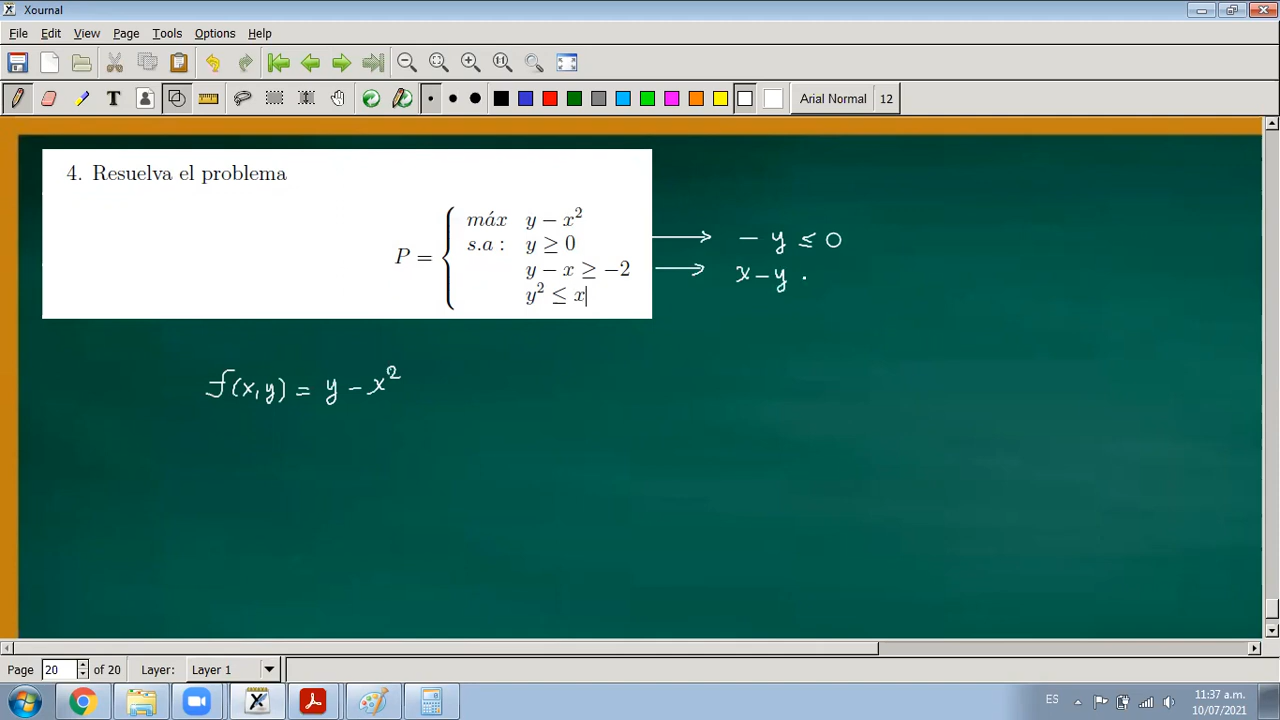 Xournal
File Edit View Page Tools Options Help
Arial Normal 12
4. Resuelva el problema
máx y − x²
P = { s.a : y ≥ 0
y − x ≥ −2
y² ≤ x
− y ≤ 0
x − y .
f(x,y) = y − x²
Page 20 of 20 Layer: Layer 1
ES
11:37 a.m.
10/07/2021